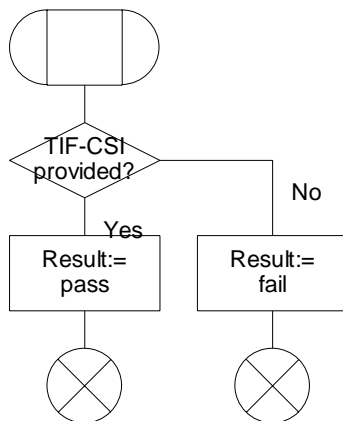 TIF-CSI
provided?
No
Yes
Result:=
pass
Result:=
fail